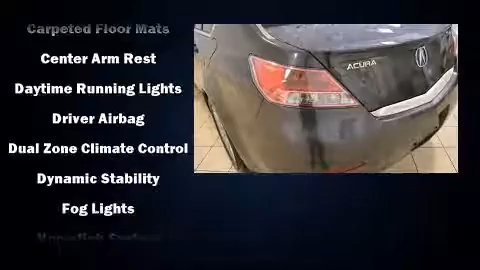 Carpeted Floor Mats
Center Arm Rest
Daytime Running Lights
Driver Airbag
Dual Zone Climate Control
Dynamic Stability
Fog Lights
ACURA